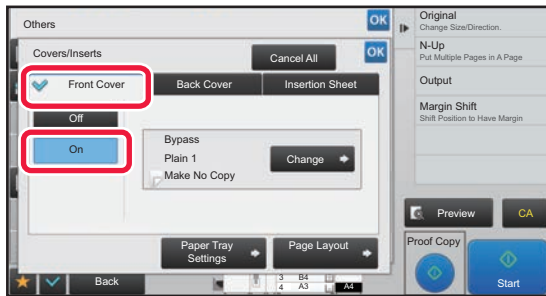 Others
OK
Covers/Inserts
Cancel All
OK
Front Cover
Back Cover
Insertion Sheet
Off
On
Bypass
Plain 1
Make No Copy
Change
Paper Tray
Settings
Page Layout
Back
3 B4
4 A3
A4
Original
Change Size/Direction.
N-Up
Put Multiple Pages in A Page
Output
Margin Shift
Shift Position to Have Margin
Preview
CA
Proof Copy
Start